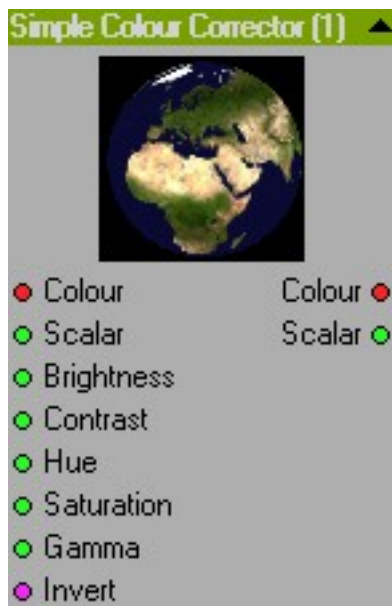 Simple Colour Corrector (1)
Colour Colour
Scalar Scalar
Brightness
Contrast
Hue
Saturation
Gamma
Invert